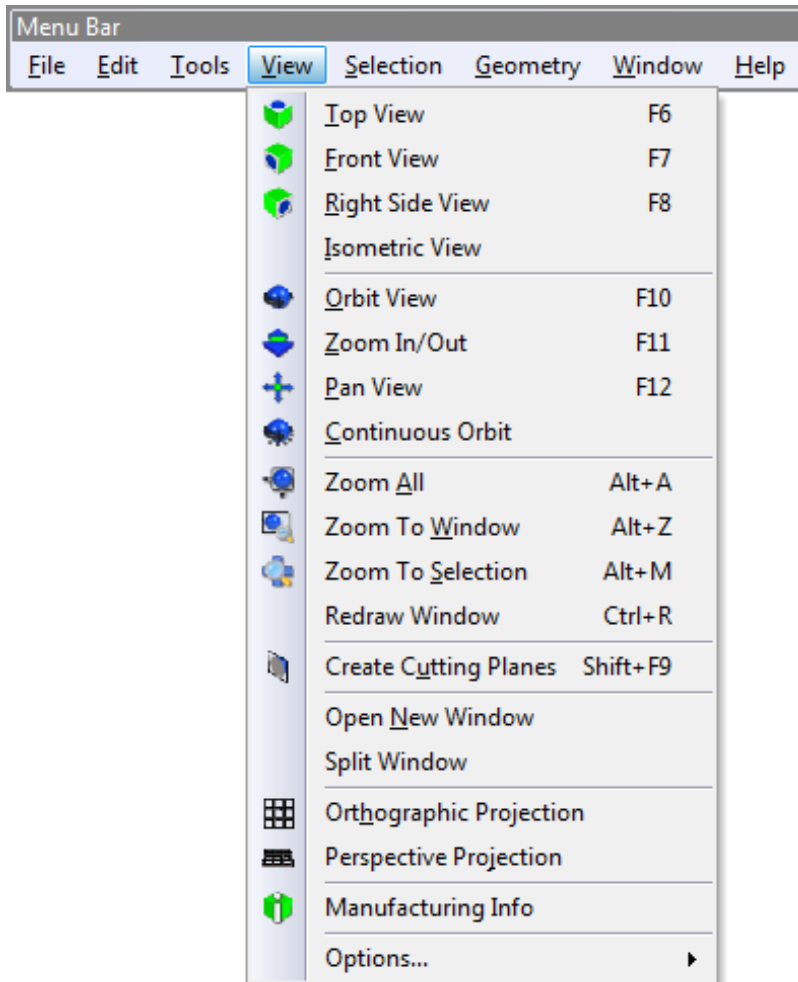 Menu Bar
File Edit Tools View Selection Geometry Window Help
Top View F6
Front View F7
Right Side View F8
Isometric View
Orbit View F10
Zoom In/Out F11
Pan View F12
Continuous Orbit
Zoom All Alt+A
Zoom To Window Alt+Z
Zoom To Selection Alt+M
Redraw Window Ctrl+R
Create Cutting Planes Shift+F9
Open New Window
Split Window
Orthographic Projection
Perspective Projection
Manufacturing Info
Options...